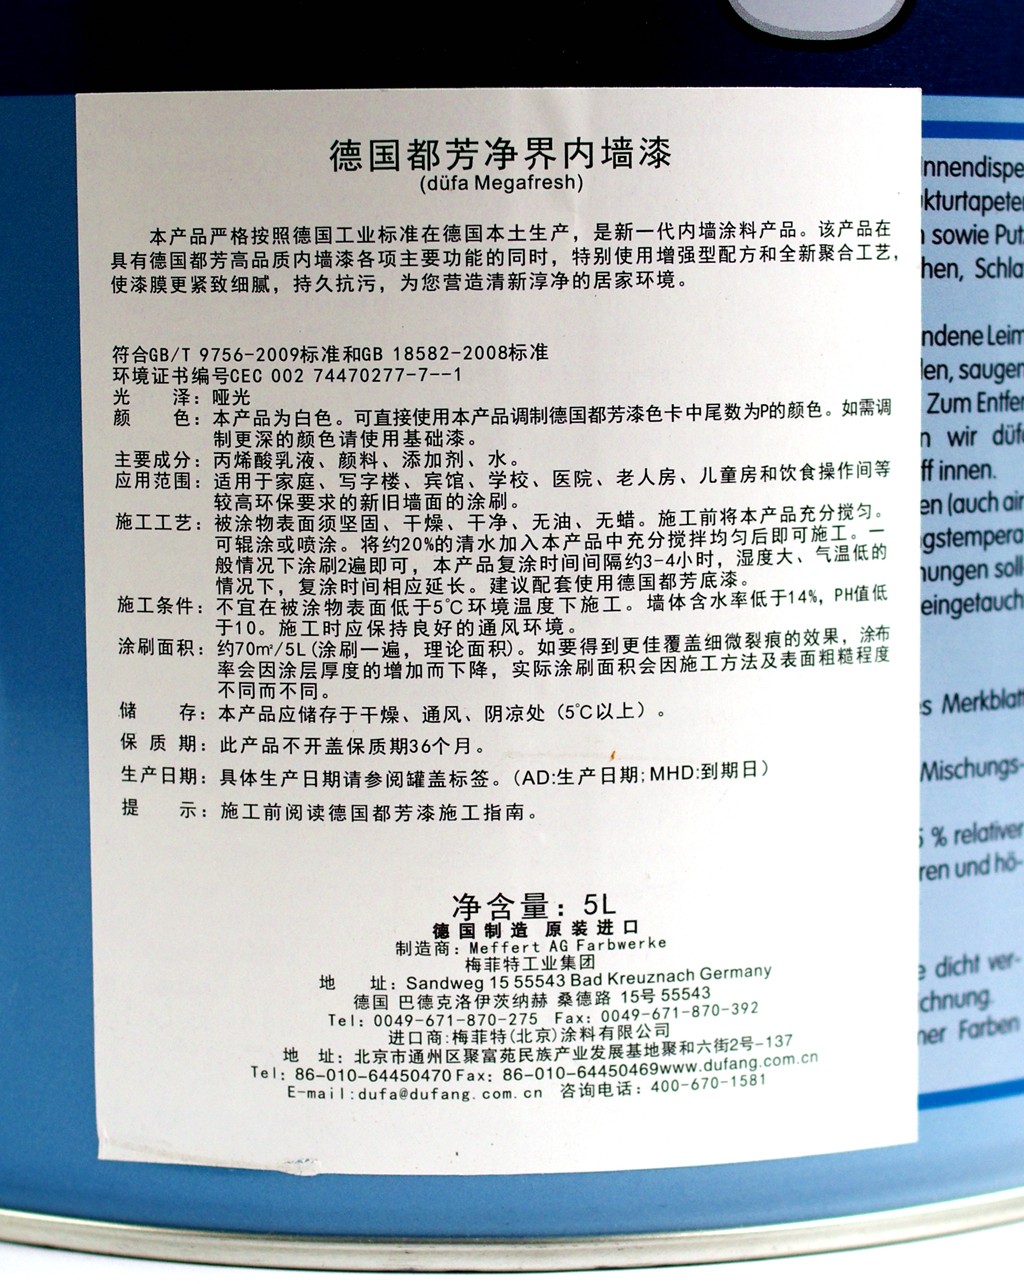 德国都芳净界内墙漆
(düfa Megafresh)
本产品严格按照德国工业标准在德国本土生产，是新一代内墙涂料产品。该产品在
具有德国都芳高品质内墙漆各项主要功能的同时，特别使用增强型配方和全新聚合工艺，
使漆膜更紧致细腻，持久抗污，为您营造清新淳净的居家环境。
符合GB/T 9756-2009标准和GB 18582-2008标准
环境证书编号CEC 002 74470277-7--1
光　　泽：哑光
颜　　色：本产品为白色。可直接使用本产品调制德国都芳漆色卡中尾数为P的颜色。如需调
制更深的颜色请使用基础漆。
主要成分：丙烯酸乳液、颜料、添加剂、水。
应用范围：适用于家庭、写字楼、宾馆、学校、医院、老人房、儿童房和饮食操作间等
较高环保要求的新旧墙面的涂刷。
施工工艺：被涂物表面须坚固、干燥、干净、无油、无蜡。施工前将本产品充分搅匀。
可辊涂或喷涂。将约20%的清水加入本产品中充分搅拌均匀后即可施工。一
般情况下涂刷2遍即可，本产品复涂时间间隔约3-4小时，湿度大、气温低的
情况下，复涂时间相应延长。建议配套使用德国都芳底漆。
施工条件：不宜在被涂物表面低于5℃环境温度下施工。墙体含水率低于14%，PH值低
于10。施工时应保持良好的通风环境。
涂刷面积：约70㎡/5L(涂刷一遍，理论面积)。如要得到更佳覆盖细微裂痕的效果，涂布
率会因涂层厚度的增加而下降，实际涂刷面积会因施工方法及表面粗糙程度
不同而不同。
储　　存：本产品应储存于干燥、通风、阴凉处（5℃以上）。
保 质 期：此产品不开盖保质期36个月。
生产日期：具体生产日期请参阅罐盖标签。（AD:生产日期；MHD:到期日）
提　　示：施工前阅读德国都芳漆施工指南。
净含量：5L
德国制造 原装进口
制造商：Meffert AG Farbwerke
梅菲特工业集团
地　　址：Sandweg 15 55543 Bad Kreuznach Germany
德国 巴德克洛伊茨纳赫 桑德路 15号 55543
Tel：0049-671-870-275 Fax：0049-671-870-392
进口商:梅菲特(北京)涂料有限公司
地　址：北京市通州区聚富苑民族产业发展基地聚和六街2号-137
Tel：86-010-64450470 Fax：86-010-64450469www.dufang.com.cn
E-mail:dufa@dufang.com.cn 咨询电话：400-670-1581
Innendispe
kturtapeten
sowie Put
hen, Schla
ndene Leim
len, saugen
Zum Entfer
n wir düfa
ff innen.
en (auch air
gstempera
nungen soll
eingetauch
s Merkblatt
Mischungs-
5 % relativer
ren und hö-
e dicht ver-
chnung.
ner Farben